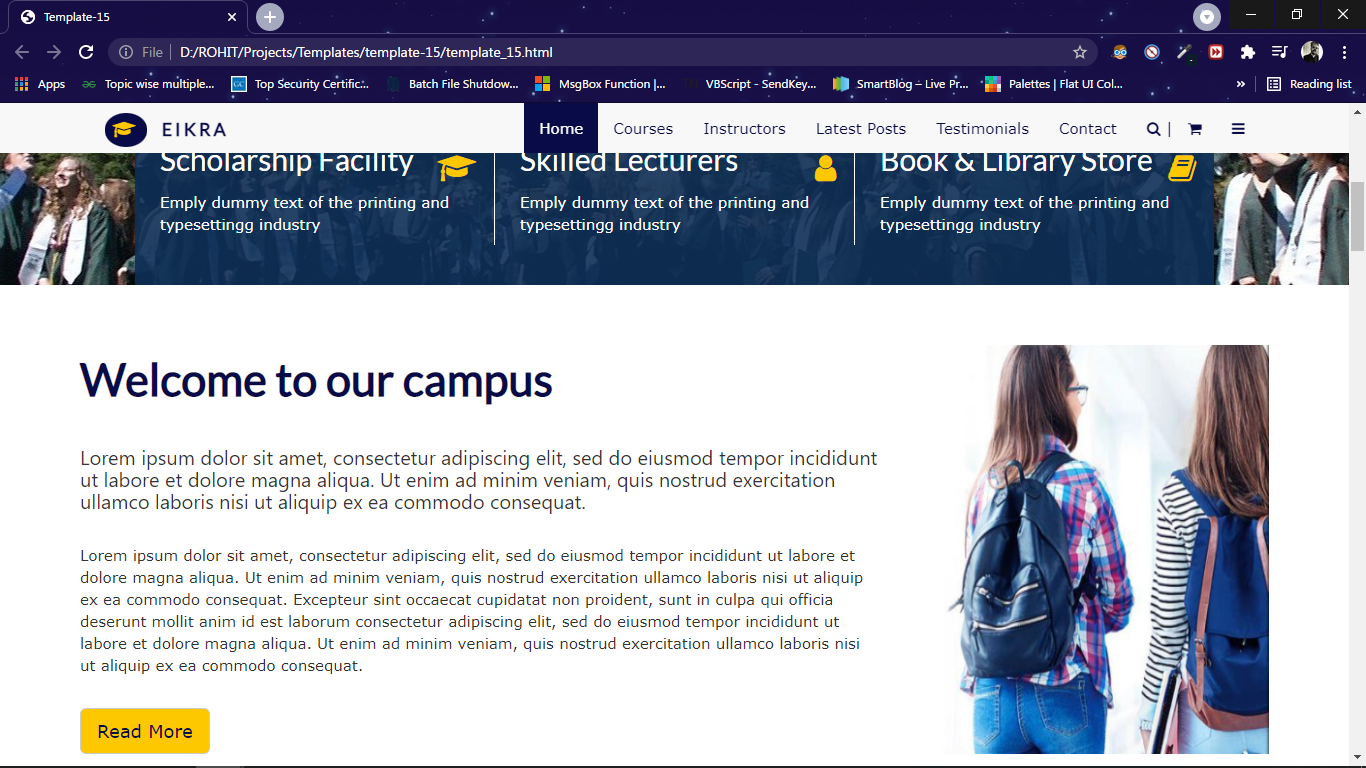 Template-15
File | D:/ROHIT/Projects/Templates/template-15/template_15.html
Apps Topic wise multiple... Top Security Certific... Batch File Shutdow... MsgBox Function |... VBScript - SendKey... SmartBlog – Live Pr... Palettes | Flat UI Col... » Reading list
EIKRA Home Courses Instructors Latest Posts Testimonials Contact |
Scholarship Facility
Emply dummy text of the printing and
typesettingg industry
Skilled Lecturers
Emply dummy text of the printing and
typesettingg industry
Book & Library Store
Emply dummy text of the printing and
typesettingg industry
Welcome to our campus
Lorem ipsum dolor sit amet, consectetur adipiscing elit, sed do eiusmod tempor incididunt
ut labore et dolore magna aliqua. Ut enim ad minim veniam, quis nostrud exercitation
ullamco laboris nisi ut aliquip ex ea commodo consequat.
Lorem ipsum dolor sit amet, consectetur adipiscing elit, sed do eiusmod tempor incididunt ut labore et
dolore magna aliqua. Ut enim ad minim veniam, quis nostrud exercitation ullamco laboris nisi ut aliquip
ex ea commodo consequat. Excepteur sint occaecat cupidatat non proident, sunt in culpa qui officia
deserunt mollit anim id est laborum consectetur adipiscing elit, sed do eiusmod tempor incididunt ut
labore et dolore magna aliqua. Ut enim ad minim veniam, quis nostrud exercitation ullamco laboris nisi
ut aliquip ex ea commodo consequat.
Read More